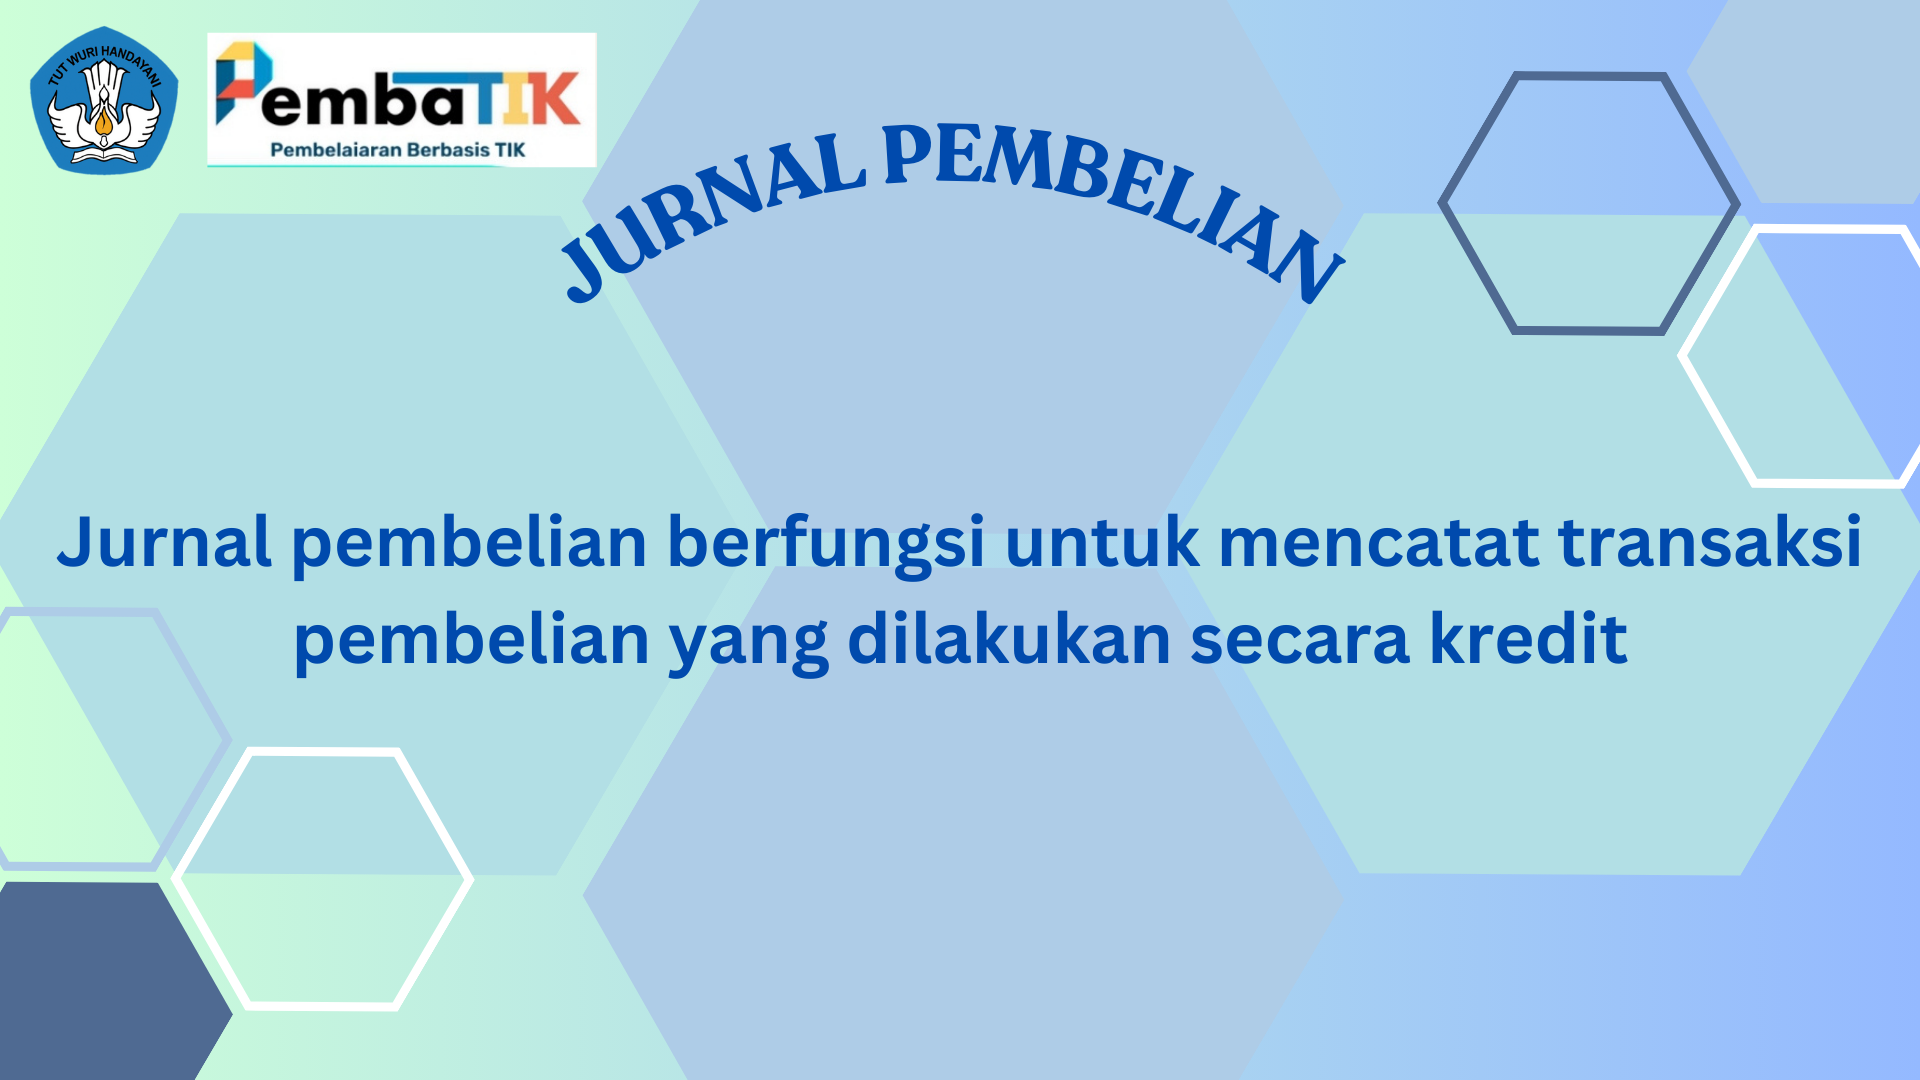 TUT WURI HANDAYANI
PembaTIK
Pembelaiaran Berbasis TIK
JURNAL PEMBELIAN
Jurnal pembelian berfungsi untuk mencatat transaksi
pembelian yang dilakukan secara kredit